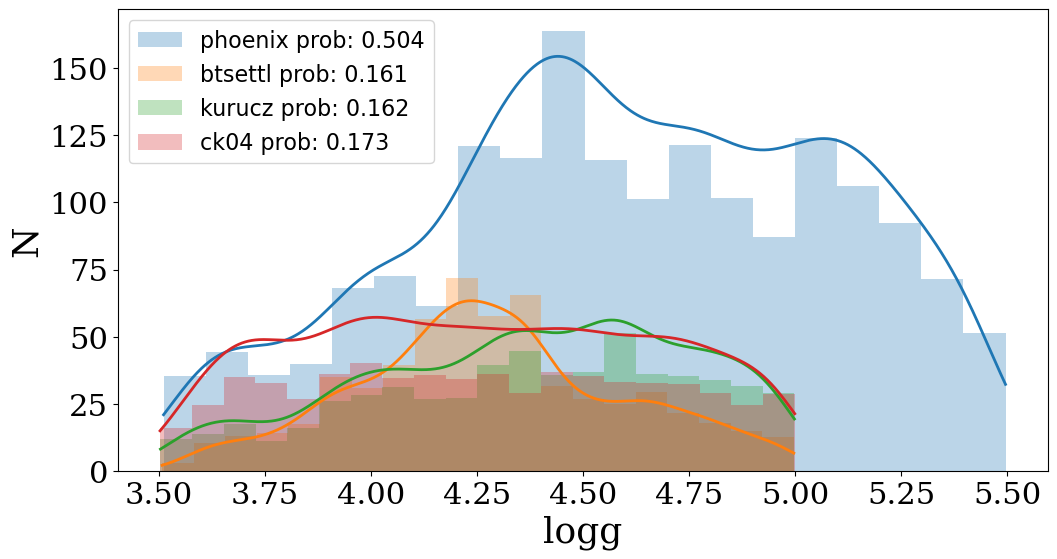 phoenix prob: 0.504
btsettl prob: 0.161
kurucz prob: 0.162
ck04 prob: 0.173
150
125
100
75
50
25
0
N
3.50 3.75 4.00 4.25 4.50 4.75 5.00 5.25 5.50
logg